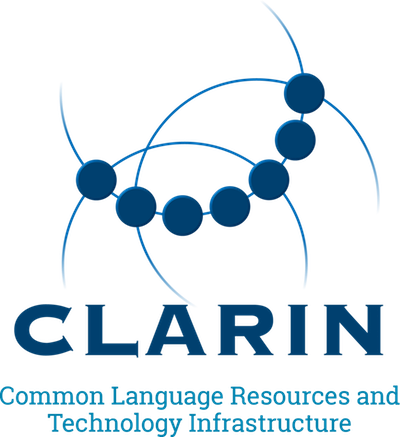 CLARIN
Common Language Resources and
Technology Infrastructure